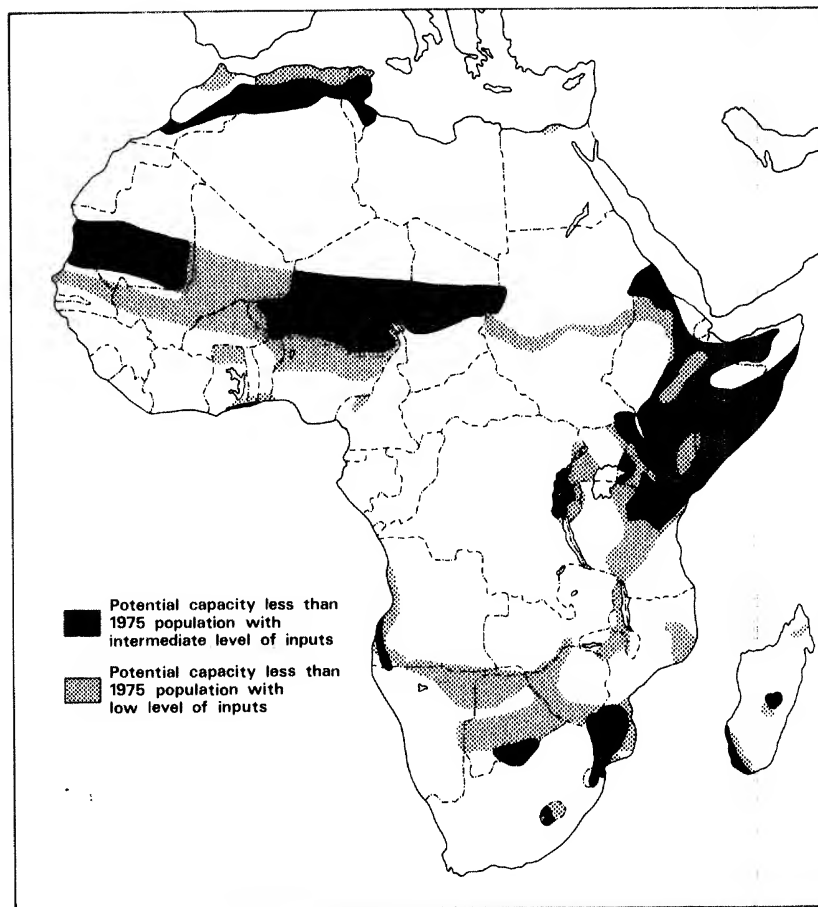 Potential capacity less than
1975 population with
intermediate level of inputs
Potential capacity less than
1975 population with
low level of inputs